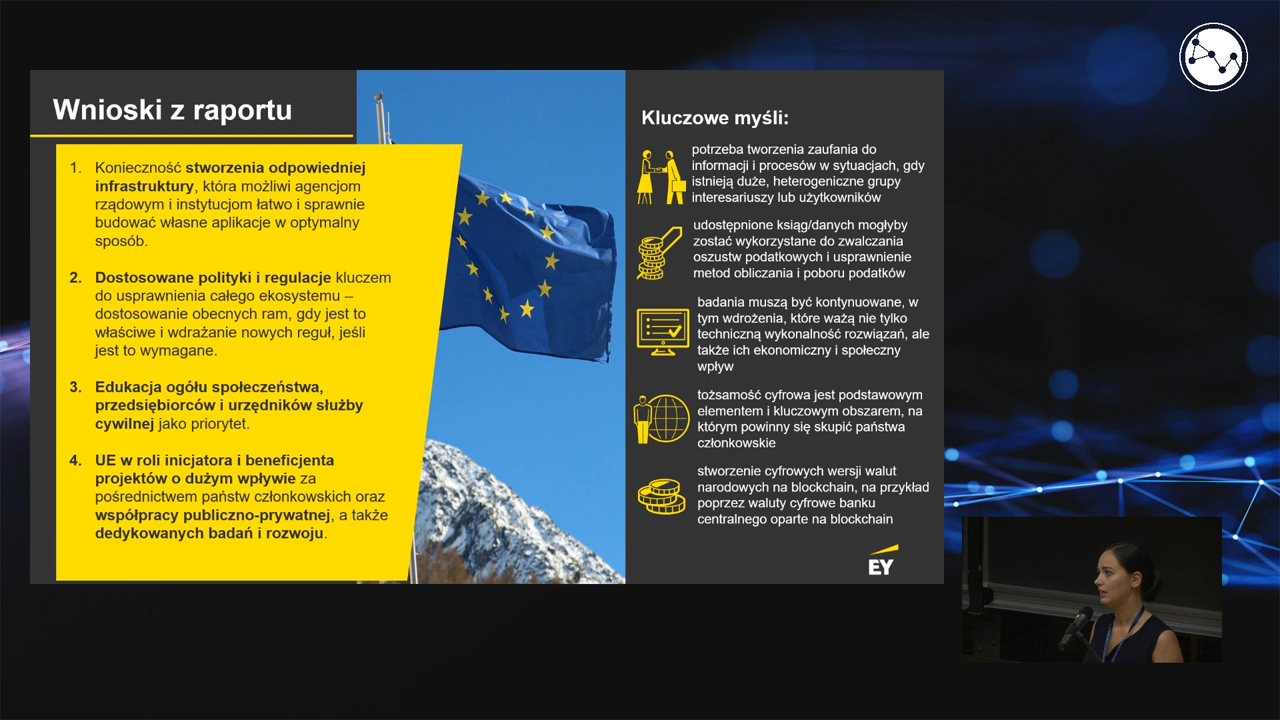 Wnioski z raportu
1. Konieczność stworzenia odpowiedniej
infrastruktury, która możliwi agencjom
rządowym i instytucjom łatwo i sprawnie
budować własne aplikacje w optymalny
sposób.
2. Dostosowane polityki i regulacje kluczem
do usprawnienia całego ekosystemu –
dostosowanie obecnych ram, gdy jest to
właściwe i wdrażanie nowych reguł, jeśli
jest to wymagane.
3. Edukacja ogółu społeczeństwa,
przedsiębiorców i urzędników służby
cywilnej jako priorytet.
4. UE w roli inicjatora i beneficjenta
projektów o dużym wpływie za
pośrednictwem państw członkowskich oraz
współpracy publiczno-prywatnej, a także
dedykowanych badań i rozwoju.
Kluczowe myśli:
potrzeba tworzenia zaufania do
informacji i procesów w sytuacjach, gdy
istnieją duże, heterogeniczne grupy
interesariuszy lub użytkowników
udostępnione ksiąg/danych mogłyby
zostać wykorzystane do zwalczania
oszustw podatkowych i usprawnienie
metod obliczania i poboru podatków
badania muszą być kontynuowane, w
tym wdrożenia, które ważą nie tylko
techniczną wykonalność rozwiązań, ale
także ich ekonomiczny i społeczny
wpływ
tożsamość cyfrowa jest podstawowym
elementem i kluczowym obszarem, na
którym powinny się skupić państwa
członkowskie
stworzenie cyfrowych wersji walut
narodowych na blockchain, na przykład
poprzez waluty cyfrowe banku
centralnego oparte na blockchain
EY